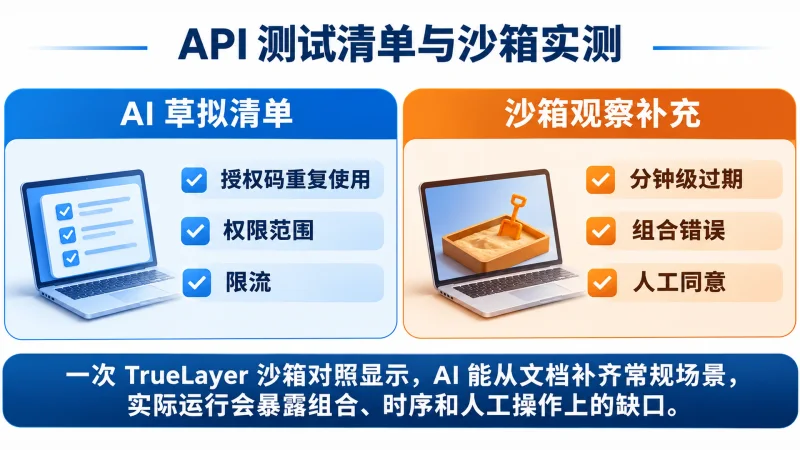 API 测试清单与沙箱实测
AI 草拟清单
授权码重复使用
权限范围
限流
沙箱观察补充
分钟级过期
组合错误
人工同意
一次 TrueLayer 沙箱对照显示，AI 能从文档补齐常规场景，
实际运行会暴露组合、时序和人工操作上的缺口。